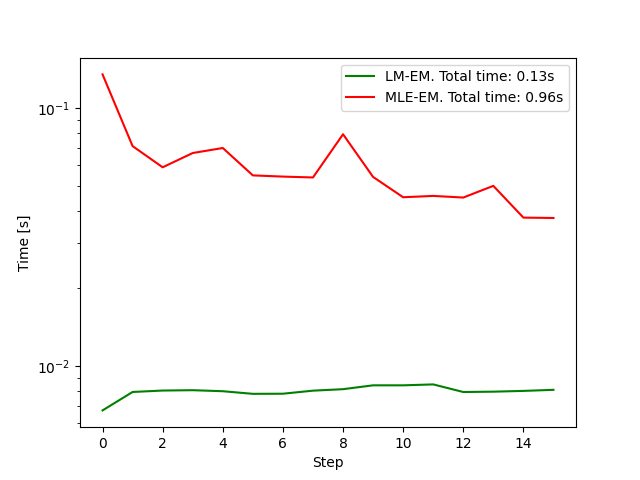 LM-EM. Total time: 0.13s
MLE-EM. Total time: 0.96s
10⁻¹
10⁻²
Time [s]
0 2 4 6 8 10 12 14
Step